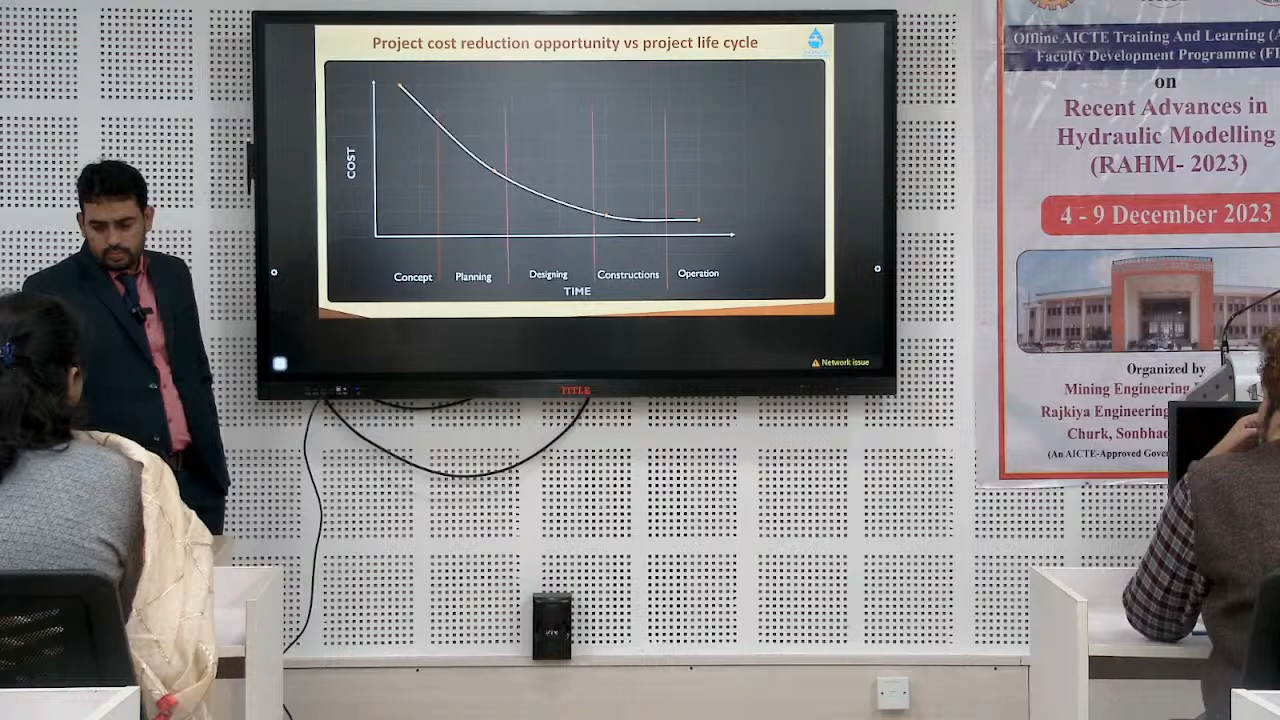 Project cost reduction opportunity vs project life cycle
COST
Concept
Planning
Designing
Constructions
Operation
TIME
Network issue
TITLE
Offline AICTE Training And Learning
Faculty Development Programme
on
Recent Advances in
Hydraulic Modelling
(RAHM- 2023)
4 - 9 December 2023
Organized by
Mining Engineering
Rajkiya Engineering
Churk,
(An AICTE-Approved